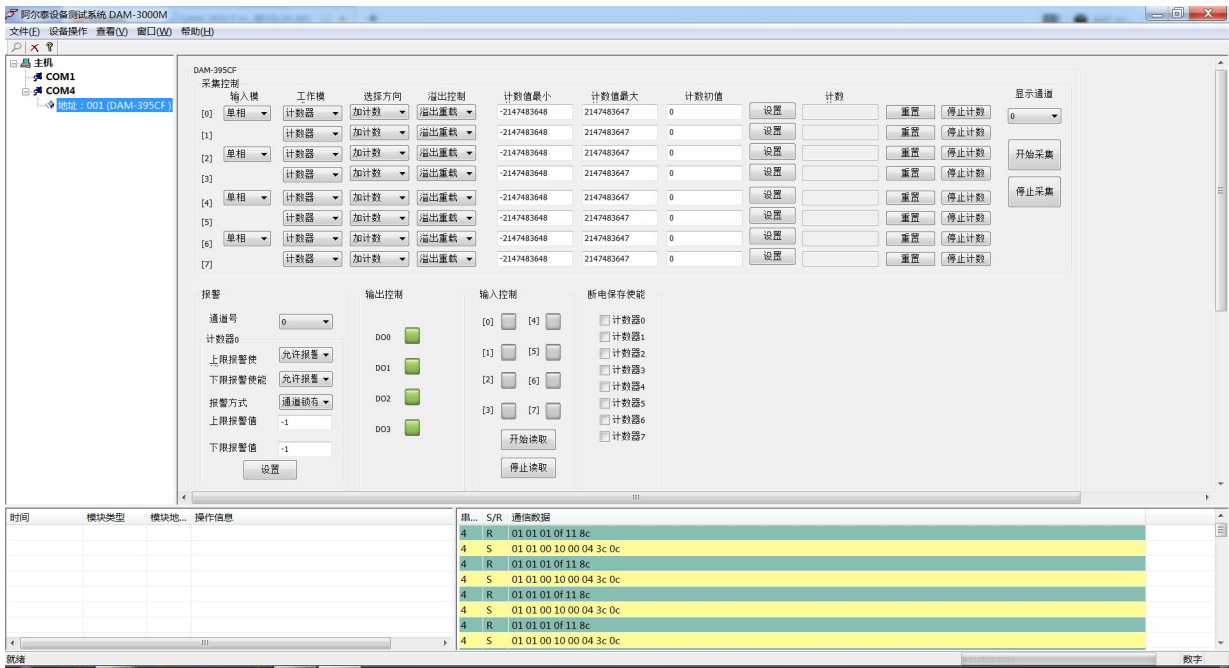 阿尔泰设备测试系统 DAM-3000M
文件(F) 设备操作 查看(V) 窗口(W) 帮助(H)
主机
COM1
COM4
地址：001 (DAM-395CF)
DAM-395CF
采集控制
输入模 工作模 选择方向 溢出控制 计数值最小 计数值最大 计数初值 计数 显示通道
[0] 单相 计数器 加计数 溢出重载 -2147483648 2147483647 0 设置 重置 停止计数 0
[1] 计数器 加计数 溢出重载 -2147483648 2147483647 0 设置 重置 停止计数
[2] 单相 计数器 加计数 溢出重载 -2147483648 2147483647 0 设置 重置 停止计数 开始采集
[3] 计数器 加计数 溢出重载 -2147483648 2147483647 0 设置 重置 停止计数
[4] 单相 计数器 加计数 溢出重载 -2147483648 2147483647 0 设置 重置 停止计数 停止采集
[5] 计数器 加计数 溢出重载 -2147483648 2147483647 0 设置 重置 停止计数
[6] 单相 计数器 加计数 溢出重载 -2147483648 2147483647 0 设置 重置 停止计数
[7] 计数器 加计数 溢出重载 -2147483648 2147483647 0 设置 重置 停止计数
报警
通道号 0
计数器0
上限报警使 允许报警
下限报警使能 允许报警
报警方式 通道锁存
上限报警值 -1
下限报警值 -1
设置
输出控制
DO0
DO1
DO2
DO3
输入控制
[0] [4]
[1] [5]
[2] [6]
[3] [7]
开始读取
停止读取
断电保存使能
计数器0
计数器1
计数器2
计数器3
计数器4
计数器5
计数器6
计数器7
时间 模块类型 模块地... 操作信息
串... S/R 通信数据
4 R 01 01 01 0f 11 8c
4 S 01 01 00 10 00 04 3c 0c
4 R 01 01 01 0f 11 8c
4 S 01 01 00 10 00 04 3c 0c
4 R 01 01 01 0f 11 8c
4 S 01 01 00 10 00 04 3c 0c
4 R 01 01 01 0f 11 8c
4 S 01 01 00 10 00 04 3c 0c
就绪 数字